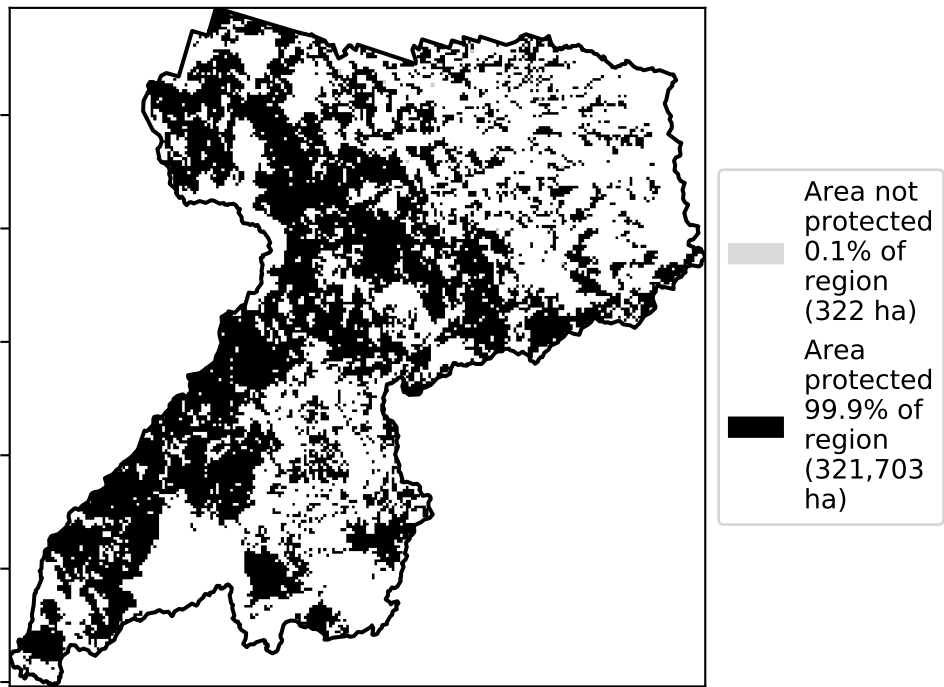 Area not
protected
0.1% of
region
(322 ha)
Area
protected
99.9% of
region
(321,703
ha)